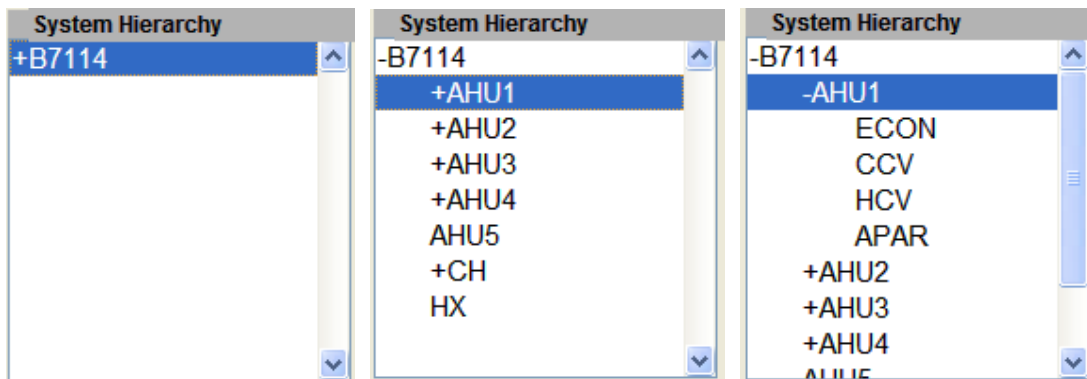 System Hierarchy
+B7114
System Hierarchy
-B7114
+AHU1
+AHU2
+AHU3
+AHU4
AHU5
+CH
HX
System Hierarchy
-B7114
-AHU1
ECON
CCV
HCV
APAR
+AHU2
+AHU3
+AHU4
AHU5